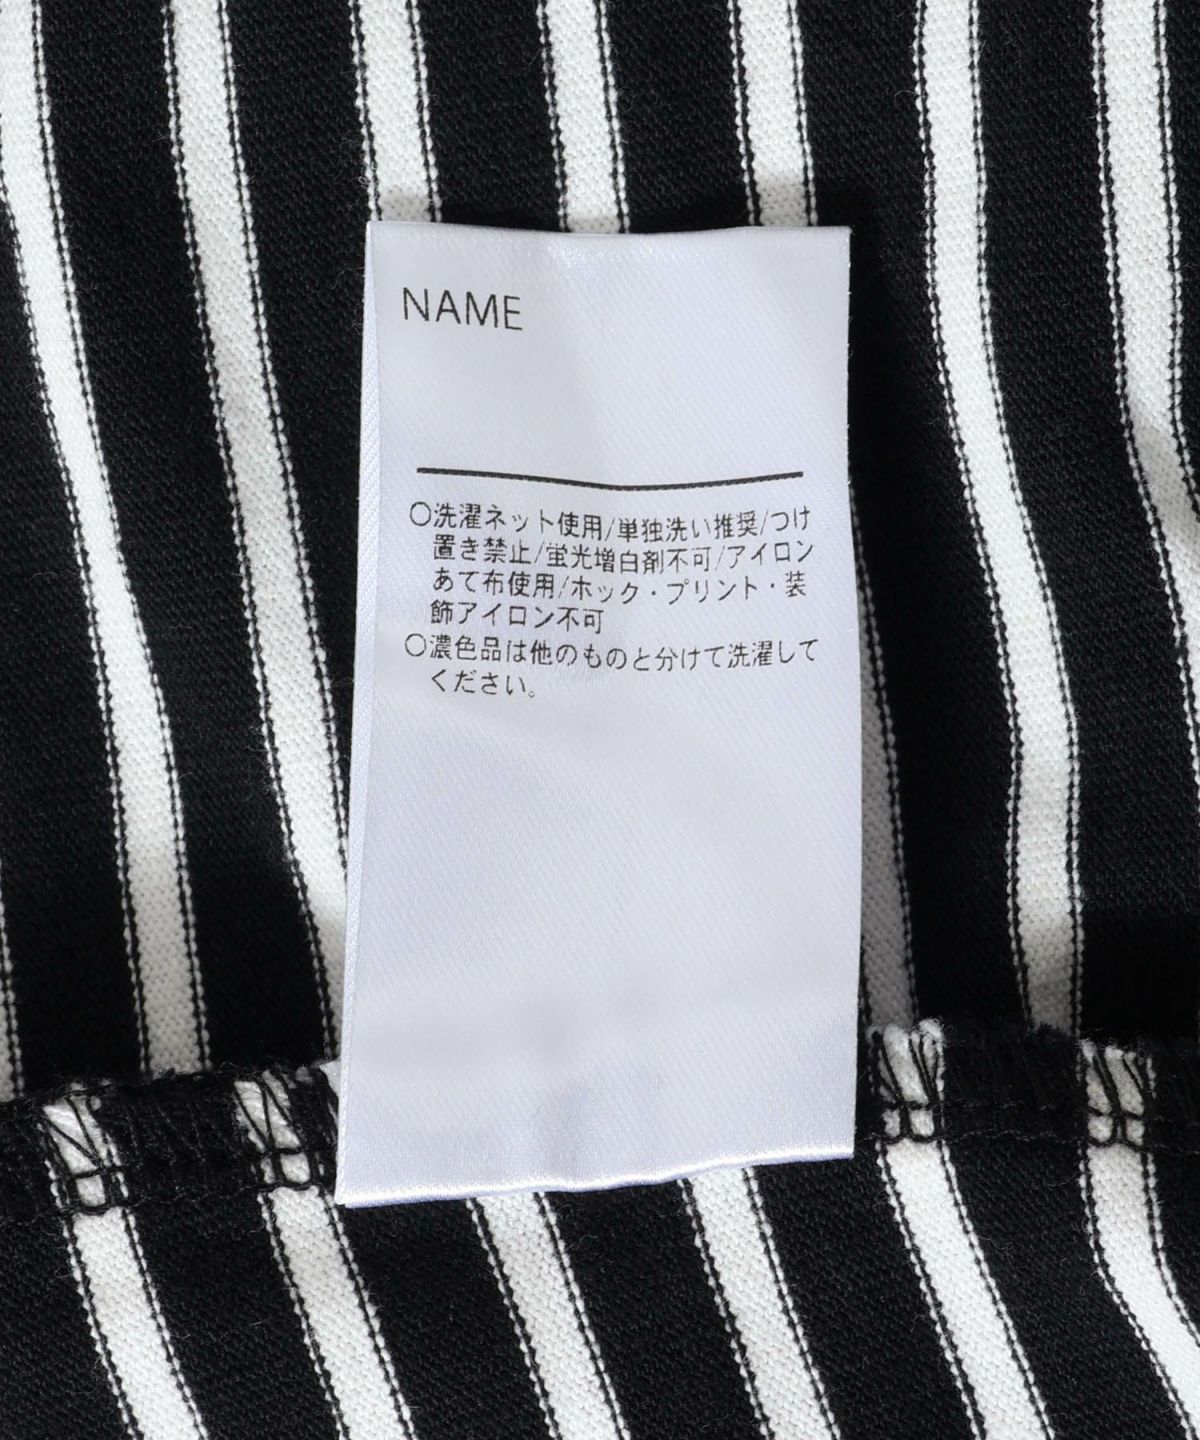 NAME
○洗濯ネット使用/単独洗い推奨/つけ
置き禁止/蛍光増白剤不可/アイロン
あて布使用/ホック・プリント・装
飾アイロン不可
○濃色品は他のものと分けて洗濯して
ください。